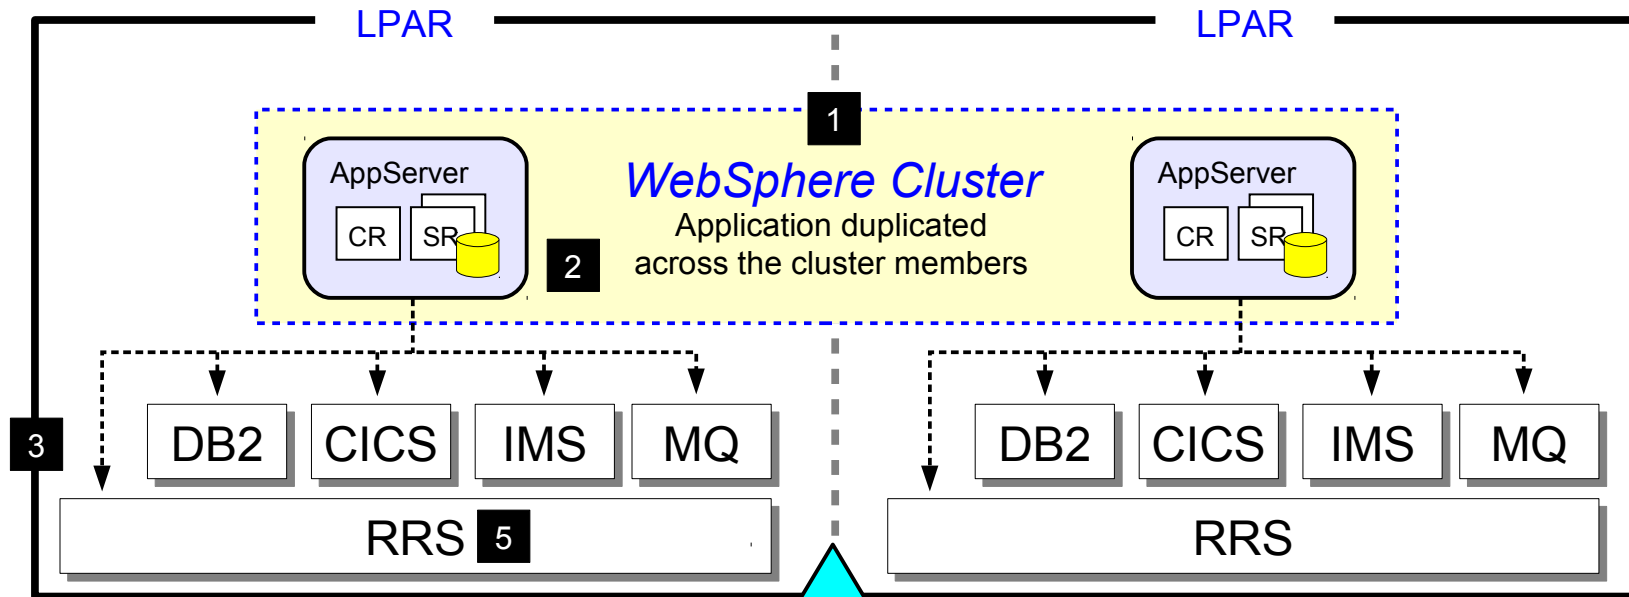 LPAR
LPAR
1
AppServer
CR
SR
WebSphere Cluster
Application duplicated
across the cluster members
2
AppServer
CR
SR
3
DB2
CICS
IMS
MQ
DB2
CICS
IMS
MQ
RRS
5
RRS